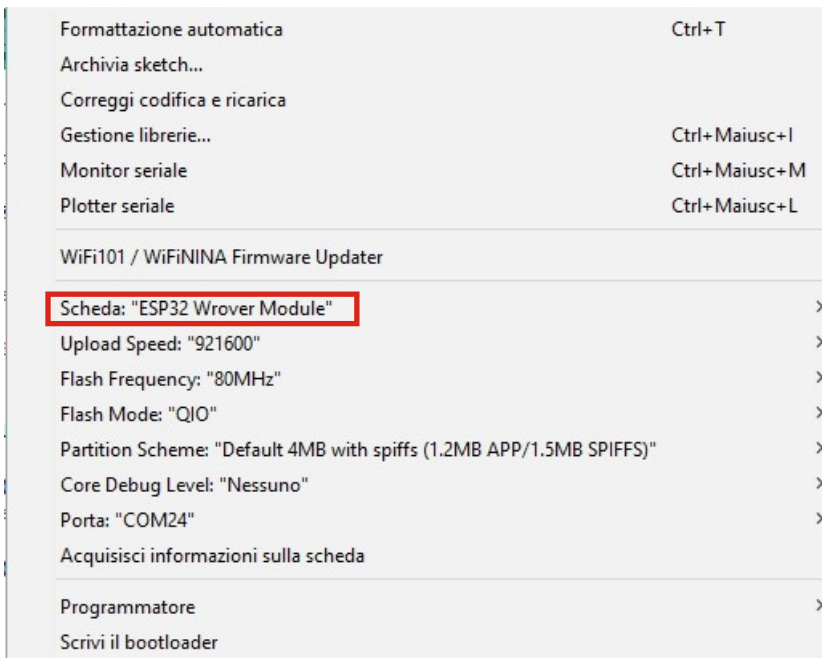 Formattazione automatica Ctrl+T
Archivia sketch...
Correggi codifica e ricarica
Gestione librerie... Ctrl+Maiusc+I
Monitor seriale Ctrl+Maiusc+M
Plotter seriale Ctrl+Maiusc+L
WiFi101 / WiFiNINA Firmware Updater
Scheda: "ESP32 Wrover Module"
Upload Speed: "921600"
Flash Frequency: "80MHz"
Flash Mode: "QIO"
Partition Scheme: "Default 4MB with spiffs (1.2MB APP/1.5MB SPIFFS)"
Core Debug Level: "Nessuno"
Porta: "COM24"
Acquisisci informazioni sulla scheda
Programmatore
Scrivi il bootloader